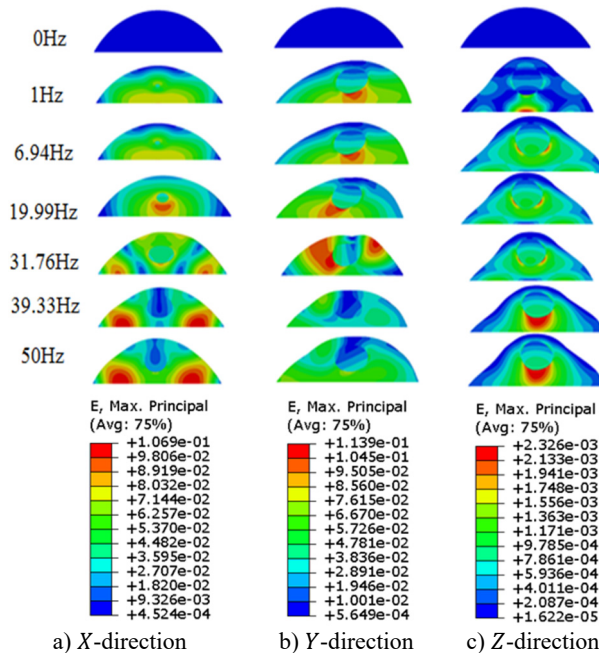 0Hz
1Hz
6.94Hz
19.99Hz
31.76Hz
39.33Hz
50Hz
E, Max. Principal
(Avg: 75%)
+1.069e-01
+9.806e-02
+8.919e-02
+8.032e-02
+7.144e-02
+6.257e-02
+5.370e-02
+4.482e-02
+3.595e-02
+2.707e-02
+1.820e-02
+9.326e-03
+4.524e-04
E, Max. Principal
(Avg: 75%)
+1.139e-01
+1.045e-01
+9.505e-02
+8.560e-02
+7.615e-02
+6.670e-02
+5.726e-02
+4.781e-02
+3.836e-02
+2.891e-02
+1.946e-02
+1.001e-02
+5.649e-04
E, Max. Principal
(Avg: 75%)
+2.326e-03
+2.133e-03
+1.941e-03
+1.748e-03
+1.556e-03
+1.363e-03
+1.171e-03
+9.785e-04
+7.861e-04
+5.936e-04
+4.011e-04
+2.087e-04
+1.622e-05
a) X-direction
b) Y-direction
c) Z-direction